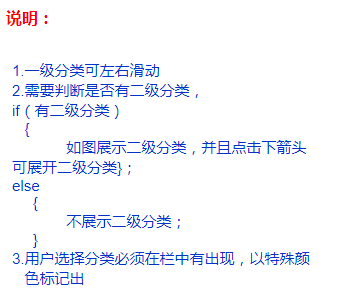 说明：
1.一级分类可左右滑动
2.需要判断是否有二级分类，
if（有二级分类）
{
如图展示二级分类，并且点击下箭头
可展开二级分类}；
else
{
不展示二级分类；
}
3.用户选择分类必须在栏中有出现，以特殊颜
色标记出